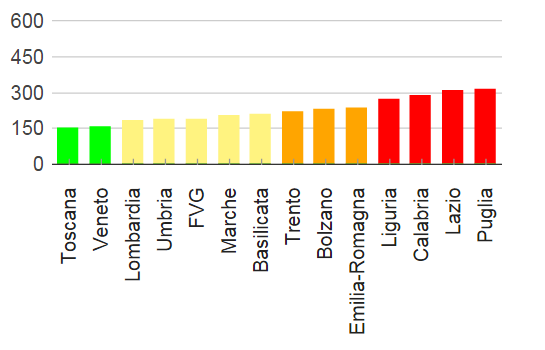 600
450
300
150
0
Toscana
Veneto
Lombardia
Umbria
FVG
Marche
Basilicata
Trento
Bolzano
Emilia-Romagna
Liguria
Calabria
Lazio
Puglia